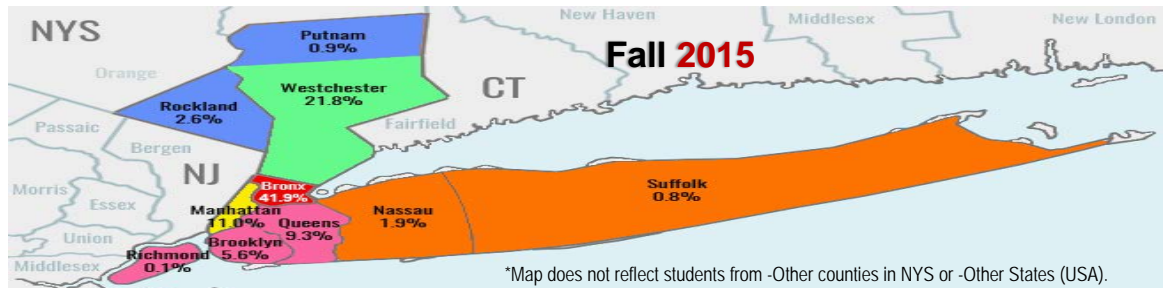 NYS
Putnam
0.9%
Fall 2015
New Haven
Middlesex
New London
Orange
Westchester
21.8%
CT
Rockland
2.6%
Fairfield
Passaic
Bergen
NJ
Morris
Essex
Bronx
41.9%
Suffolk
0.8%
Manhattan
11.0%
Queens
9.3%
Nassau
1.9%
Union
Brooklyn
5.6%
Richmond
0.1%
Middlesex
*Map does not reflect students from -Other counties in NYS or -Other States (USA).